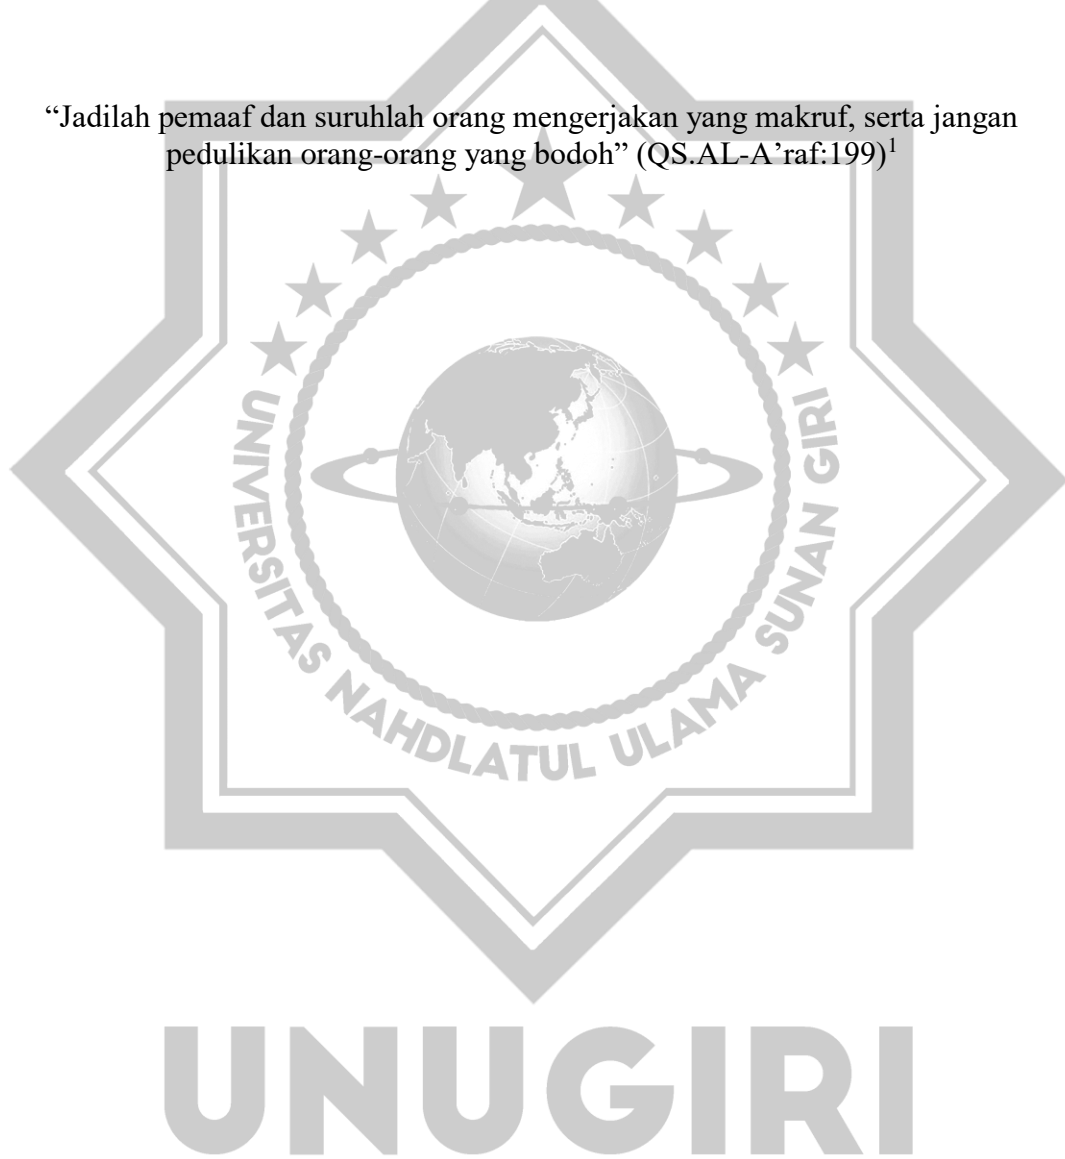 “Jadilah pemaaf dan suruhlah orang mengerjakan yang makruf, serta jangan
pedulikan orang-orang yang bodoh” (QS.AL-A’raf:199)1
UNIVERSITAS NAHDLATUL ULAMA SUNAN GIRI
UNUGIRI